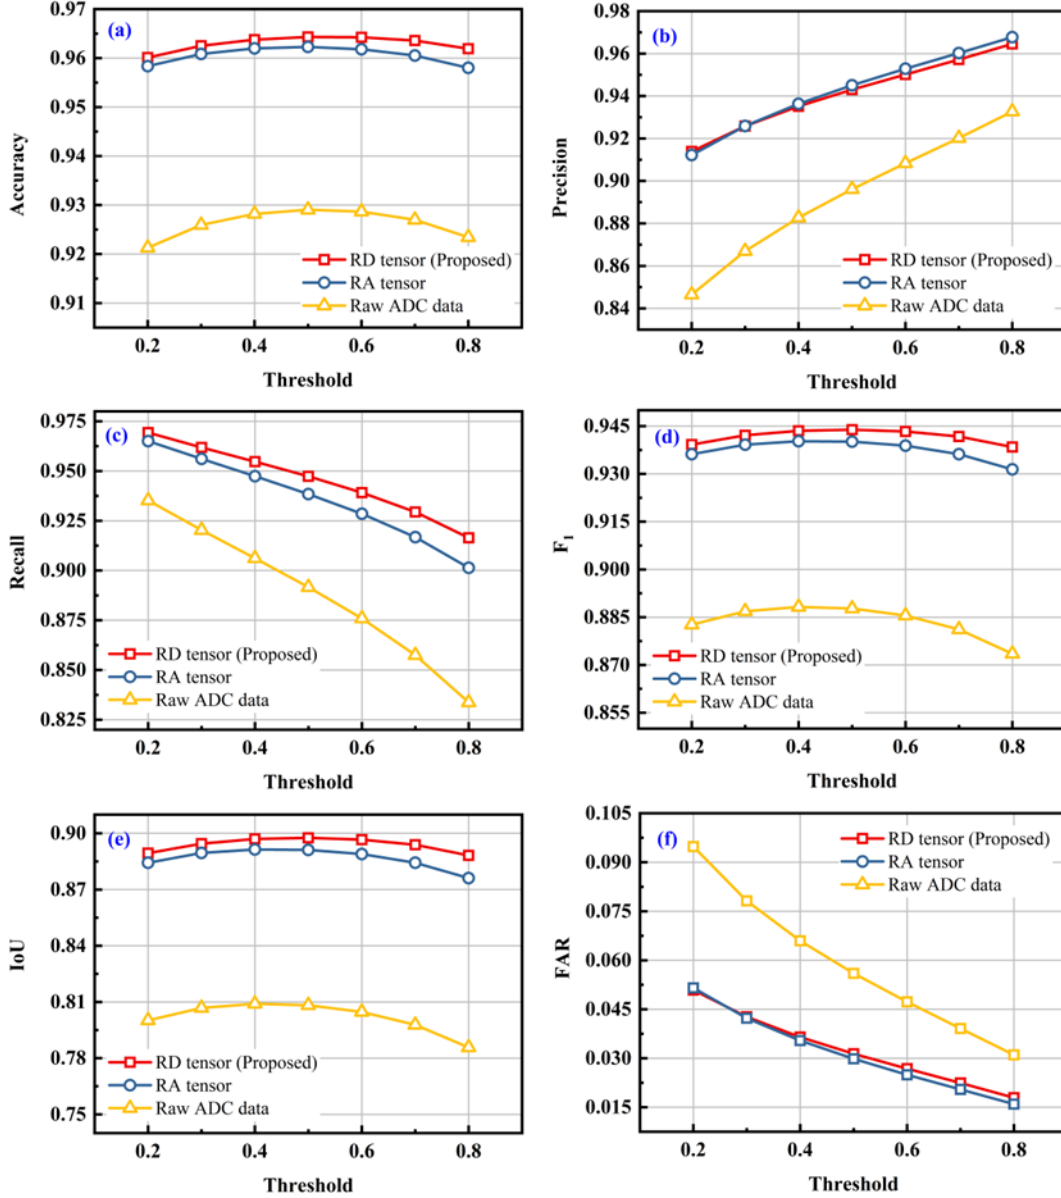 (a)
Accuracy
0.97
0.96
0.95
0.94
0.93
0.92
0.91
RD tensor (Proposed)
RA tensor
Raw ADC data
0.2 0.4 0.6 0.8
Threshold
(b)
Precision
0.98
0.96
0.94
0.92
0.90
0.88
0.86
0.84
RD tensor (Proposed)
RA tensor
Raw ADC data
0.2 0.4 0.6 0.8
Threshold
(c)
Recall
0.975
0.950
0.925
0.900
0.875
0.850
0.825
RD tensor (Proposed)
RA tensor
Raw ADC data
0.2 0.4 0.6 0.8
Threshold
(d)
F1
0.945
0.930
0.915
0.900
0.885
0.870
0.855
RD tensor (Proposed)
RA tensor
Raw ADC data
0.2 0.4 0.6 0.8
Threshold
(e)
IoU
0.90
0.87
0.84
0.81
0.78
0.75
RD tensor (Proposed)
RA tensor
Raw ADC data
0.2 0.4 0.6 0.8
Threshold
(f)
FAR
0.105
0.090
0.075
0.060
0.045
0.030
0.015
RD tensor (Proposed)
RA tensor
Raw ADC data
0.2 0.4 0.6 0.8
Threshold